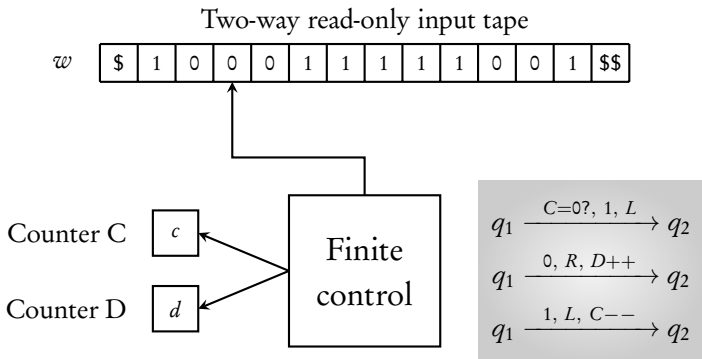 Two-way read-only input tape
w $ 1 0 0 0 1 1 1 1 1 0 0 1 $$
Counter C c
Counter D d
Finite
control
q1 C=0?, 1, L q2
q1 0, R, D++ q2
q1 1, L, C−− q2